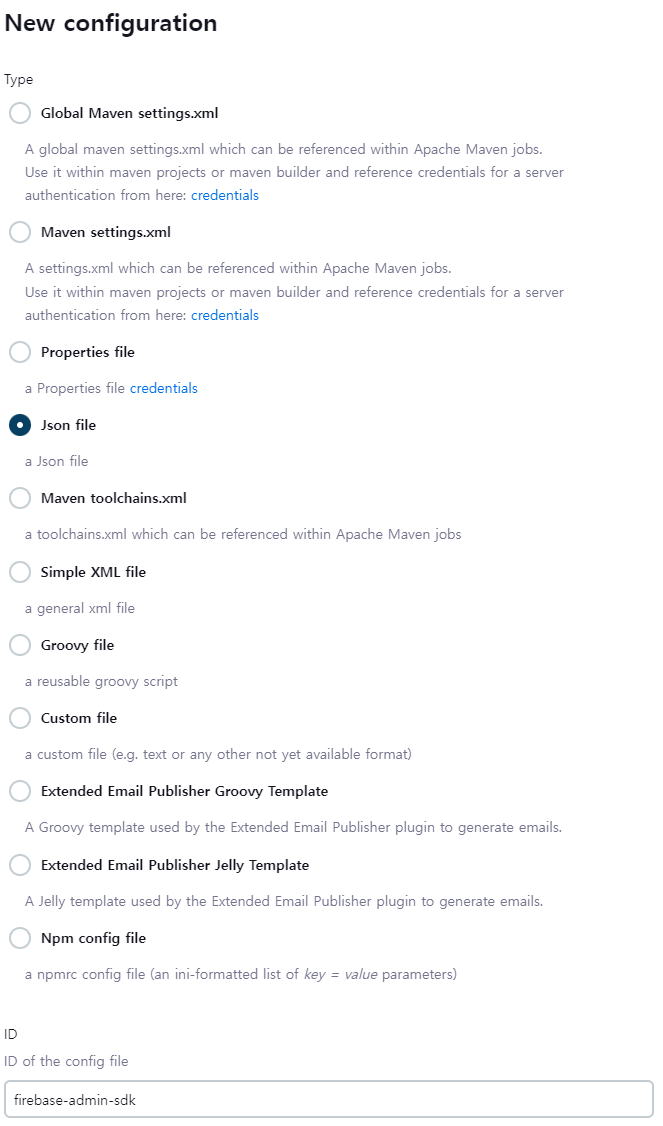 New configuration
Type
Global Maven settings.xml
A global maven settings.xml which can be referenced within Apache Maven jobs.
Use it within maven projects or maven builder and reference credentials for a server
authentication from here: credentials
Maven settings.xml
A settings.xml which can be referenced within Apache Maven jobs.
Use it within maven projects or maven builder and reference credentials for a server
authentication from here: credentials
Properties file
a Properties file credentials
Json file
a Json file
Maven toolchains.xml
a toolchains.xml which can be referenced within Apache Maven jobs
Simple XML file
a general xml file
Groovy file
a reusable groovy script
Custom file
a custom file (e.g. text or any other not yet available format)
Extended Email Publisher Groovy Template
A Groovy template used by the Extended Email Publisher plugin to generate emails.
Extended Email Publisher Jelly Template
A Jelly template used by the Extended Email Publisher plugin to generate emails.
Npm config file
a npmrc config file (an ini-formatted list of key = value parameters)
ID
ID of the config file
firebase-admin-sdk